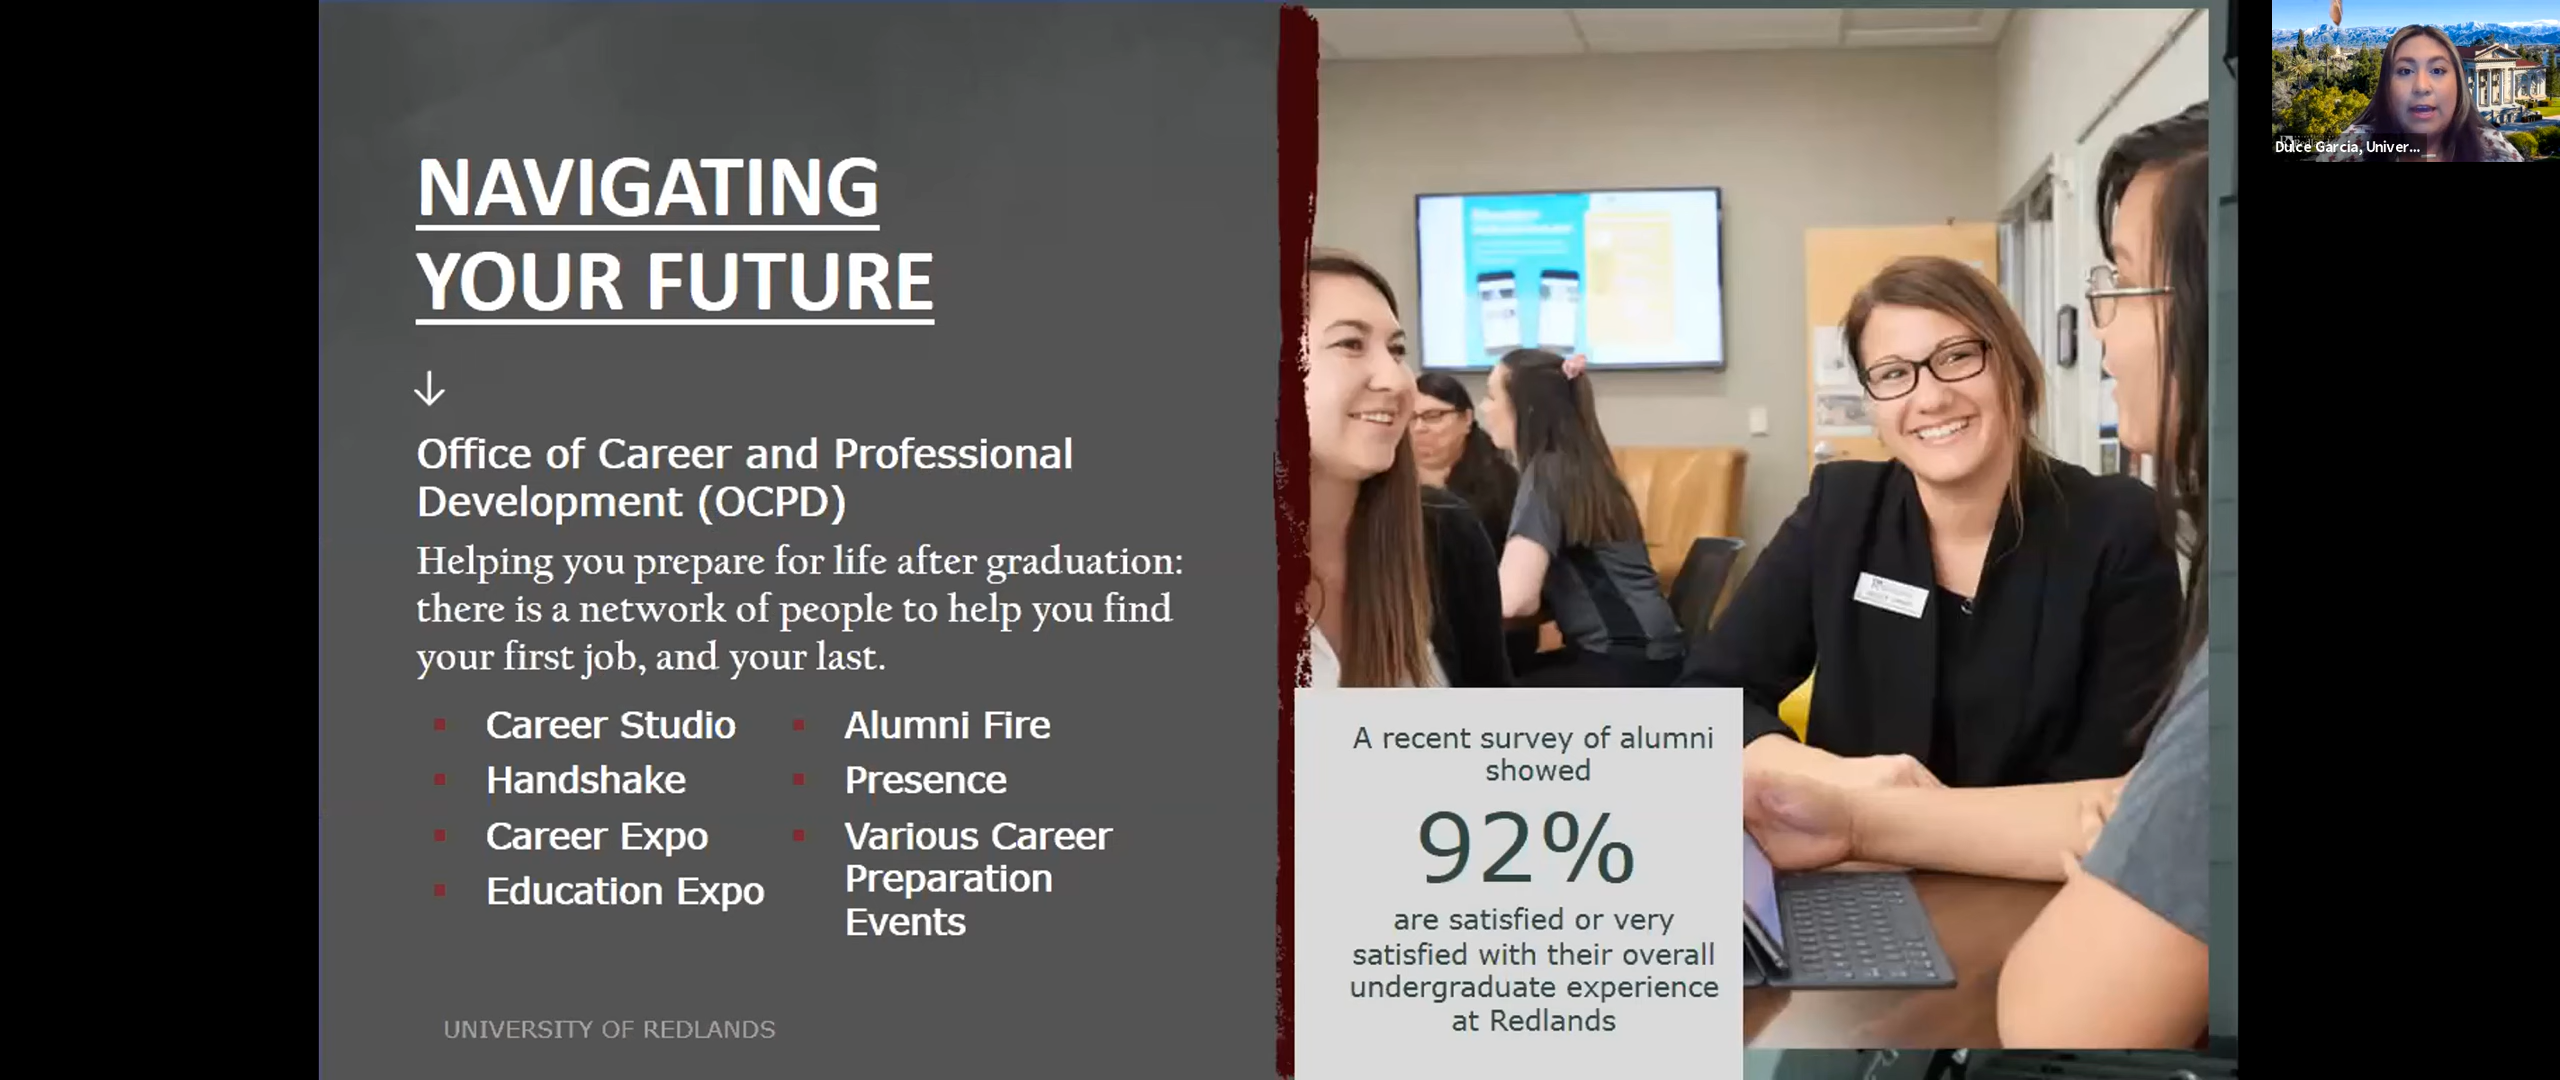 NAVIGATING
YOUR FUTURE
Office of Career and Professional
Development (OCPD)
Helping you prepare for life after graduation:
there is a network of people to help you find
your first job, and your last.
Career Studio
Handshake
Career Expo
Education Expo
Alumni Fire
Presence
Various Career
Preparation
Events
UNIVERSITY OF REDLANDS
A recent survey of alumni
showed
92%
are satisfied or very
satisfied with their overall
undergraduate experience
at Redlands
Dulce Garcia, Univer...